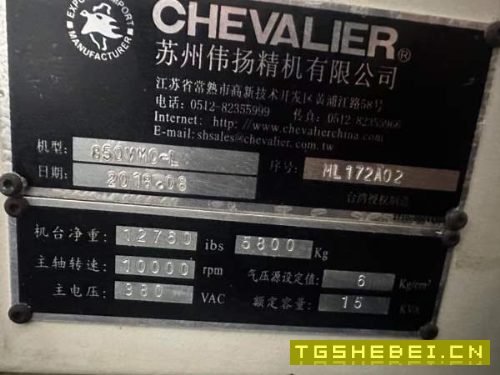 EXPORT IMPORT MANUFACTURER
CHEVALIER®
苏州伟扬精机有限公司
江苏省常熟市高新技术开发区黄浦江路58号
电话: 0512-82355999 传真: 0512-82355966
Internet: http://www.chevalierchina.com
E-mail:shsales@chevalier.com.tw
机型: 850VMC-L 序号: ML172A02
日期: 2018.08 台湾授权制造
机台净重: 12760 ibs 5800 Kg
主轴转速: 10000 rpm 气压源设定值: 6 Kg/cm²
主电压: 380 VAC 额定容量: 15 KVA
TGSHEBEI.CN